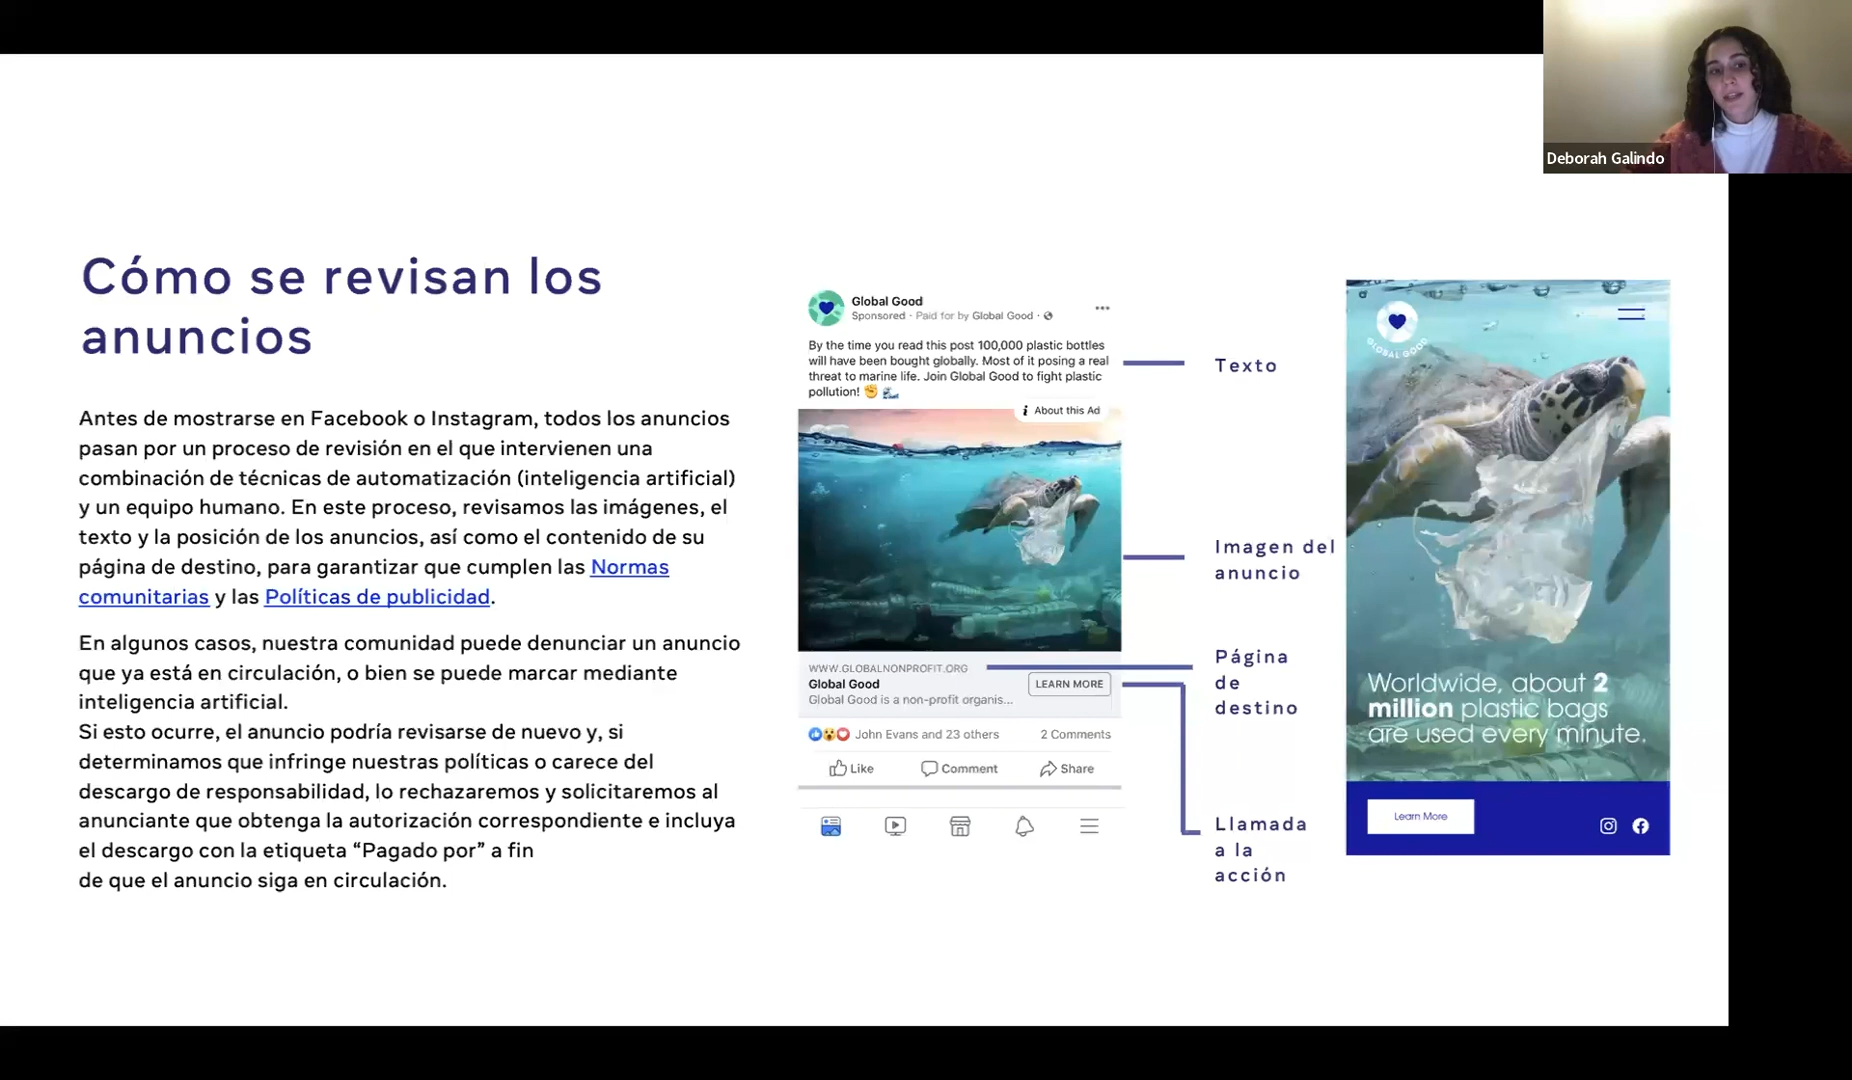 Deborah Galindo
Cómo se revisan los
anuncios
Antes de mostrarse en Facebook o Instagram, todos los anuncios
pasan por un proceso de revisión en el que intervienen una
combinación de técnicas de automatización (inteligencia artificial)
y un equipo humano. En este proceso, revisamos las imágenes, el
texto y la posición de los anuncios, así como el contenido de su
página de destino, para garantizar que cumplen las Normas
comunitarias y las Políticas de publicidad.
En algunos casos, nuestra comunidad puede denunciar un anuncio
que ya está en circulación, o bien se puede marcar mediante
inteligencia artificial.
Si esto ocurre, el anuncio podría revisarse de nuevo y, si
determinamos que infringe nuestras políticas o carece del
descargo de responsabilidad, lo rechazaremos y solicitaremos al
anunciante que obtenga la autorización correspondiente e incluya
el descargo con la etiqueta “Pagado por” a fin
de que el anuncio siga en circulación.
Global Good
Sponsored · Paid for by Global Good ·
By the time you read this post 100,000 plastic bottles
will have been bought globally. Most of it posing a real
threat to marine life. Join Global Good to fight plastic
pollution! ✊ 🌊
About this Ad
WWW.GLOBALNONPROFIT.ORG
Global Good
Global Good is a non-profit organis...
LEARN MORE
John Evans and 23 others
2 Comments
Like
Comment
Share
Texto
Imagen del
anuncio
Página
de
destino
Llamada
a la
acción
GLOBAL GOOD
Worldwide, about 2
million plastic bags
are used every minute.
Learn More